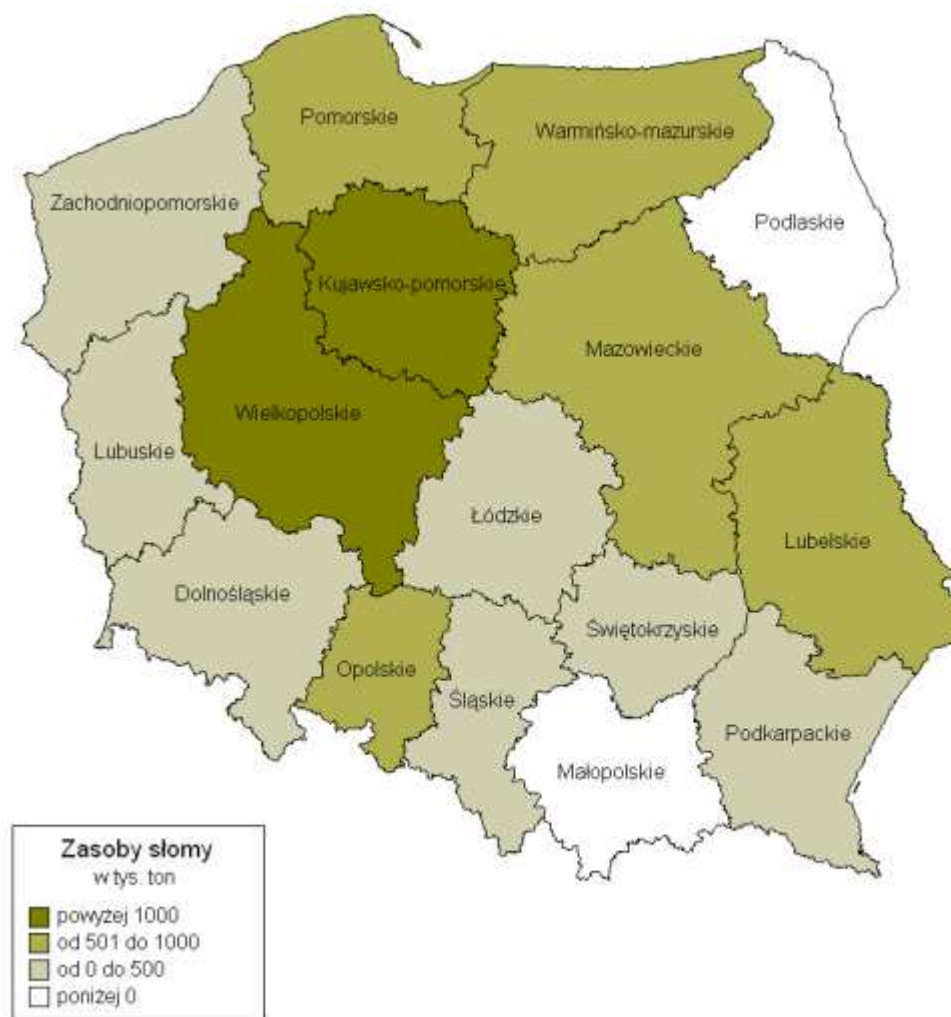 Pomorskie
Warmińsko-mazurskie
Zachodniopomorskie
Podlaskie
Kujawsko-pomorskie
Mazowieckie
Wielkopolskie
Lubuskie
Łódzkie
Lubelskie
Dolnośląskie
Świętokrzyskie
Opolskie
Śląskie
Podkarpackie
Małopolskie
Zasoby słomy
w tys. ton
powyżej 1000
od 501 do 1000
od 0 do 500
poniżej 0